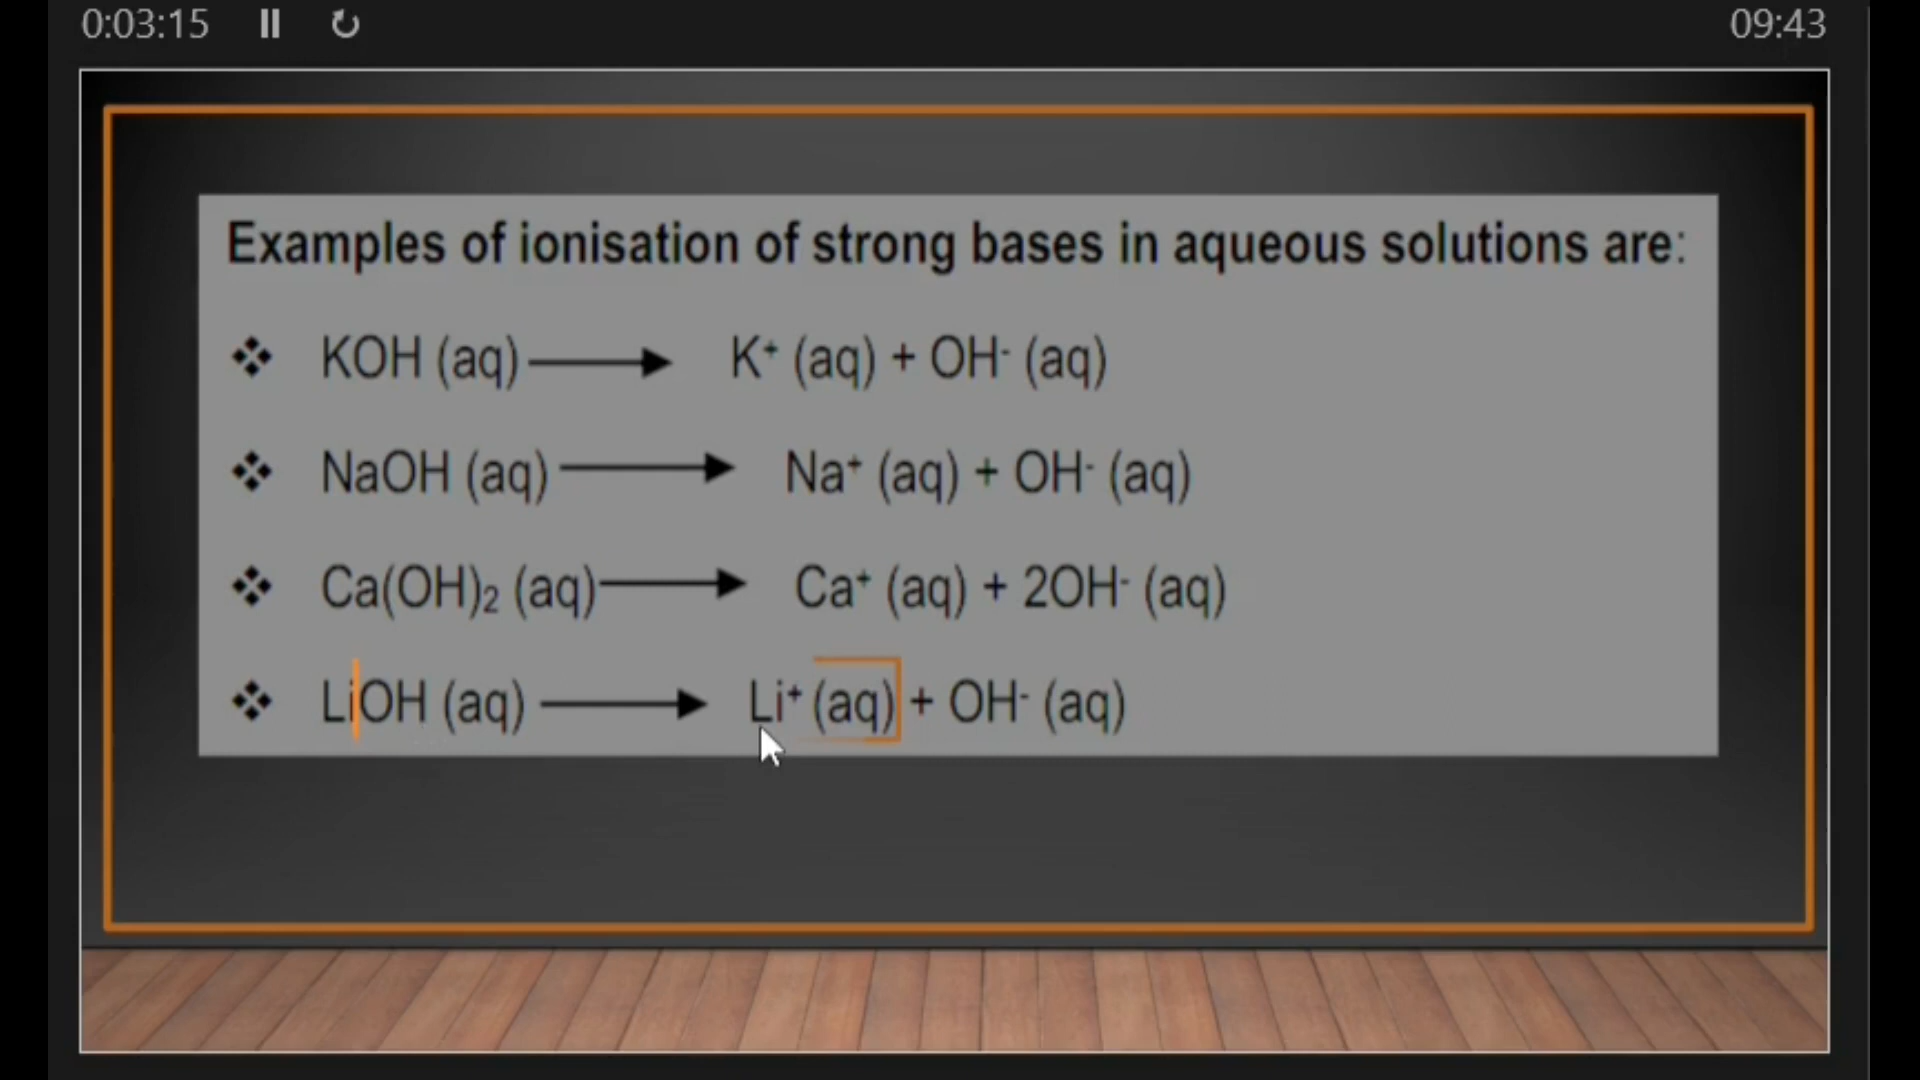 0:03:15
09:43
Examples of ionisation of strong bases in aqueous solutions are:
❖ KOH (aq) ⟶ K⁺ (aq) + OH⁻ (aq)
❖ NaOH (aq) ⟶ Na⁺ (aq) + OH⁻ (aq)
❖ Ca(OH)₂ (aq) ⟶ Ca⁺ (aq) + 2OH⁻ (aq)
❖ LiOH (aq) ⟶ Li⁺ (aq) + OH⁻ (aq)